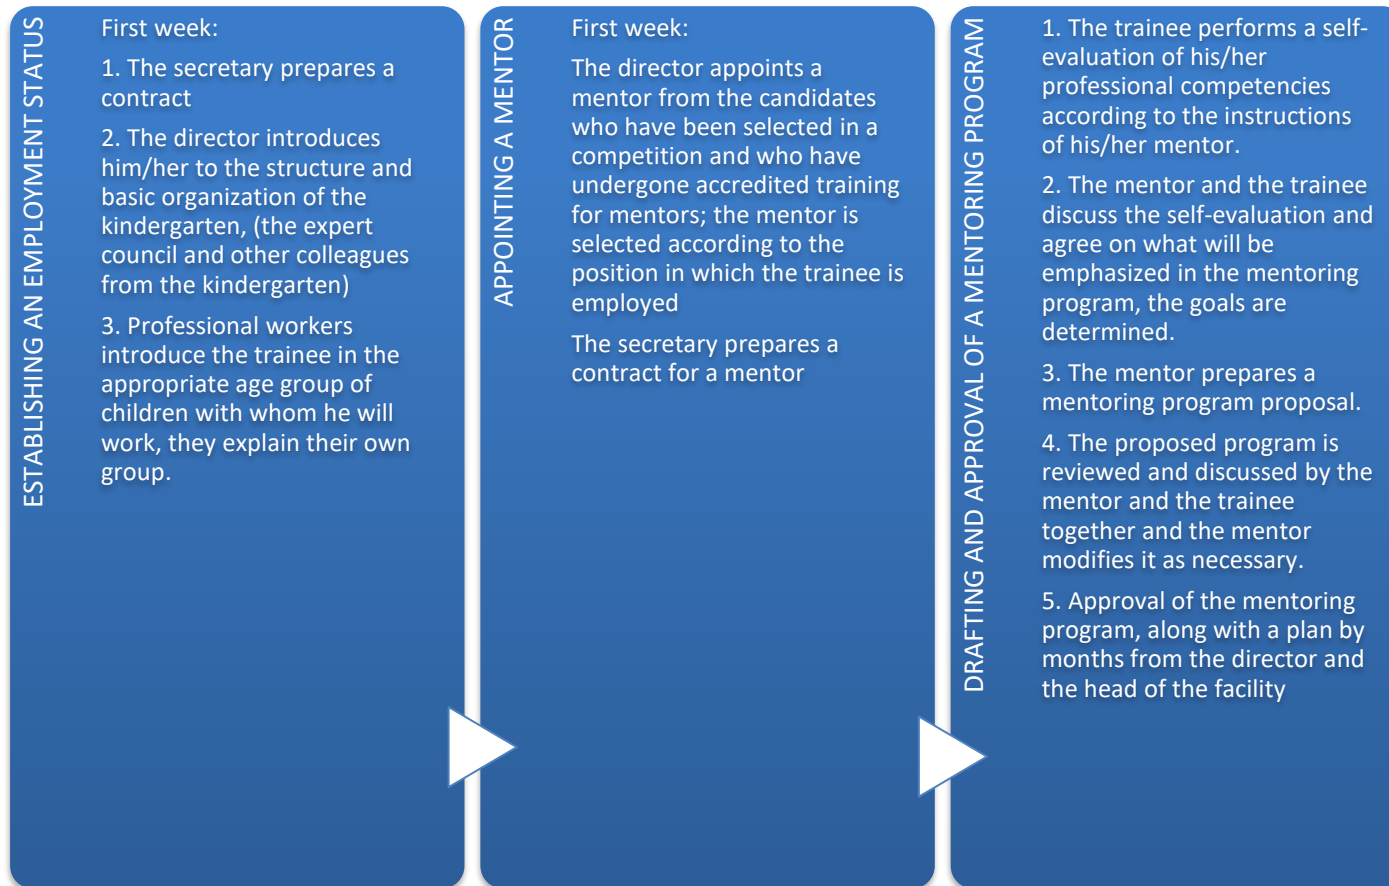 ESTABLISHING AN EMPLOYMENT STATUS
First week:
1. The secretary prepares a
contract
2. The director introduces
him/her to the structure and
basic organization of the
kindergarten, (the expert
council and other colleagues
from the kindergarten)
3. Professional workers
introduce the trainee in the
appropriate age group of
children with whom he will
work, they explain their own
group.
APPOINTING A MENTOR
First week:
The director appoints a
mentor from the candidates
who have been selected in a
competition and who have
undergone accredited training
for mentors; the mentor is
selected according to the
position in which the trainee is
employed
The secretary prepares a
contract for a mentor
DRAFTING AND APPROVAL OF A MENTORING PROGRAM
1. The trainee performs a self-
evaluation of his/her
professional competencies
according to the instructions
of his/her mentor.
2. The mentor and the trainee
discuss the self-evaluation and
agree on what will be
emphasized in the mentoring
program, the goals are
determined.
3. The mentor prepares a
mentoring program proposal.
4. The proposed program is
reviewed and discussed by the
mentor and the trainee
together and the mentor
modifies it as necessary.
5. Approval of the mentoring
program, along with a plan by
months from the director and
the head of the facility